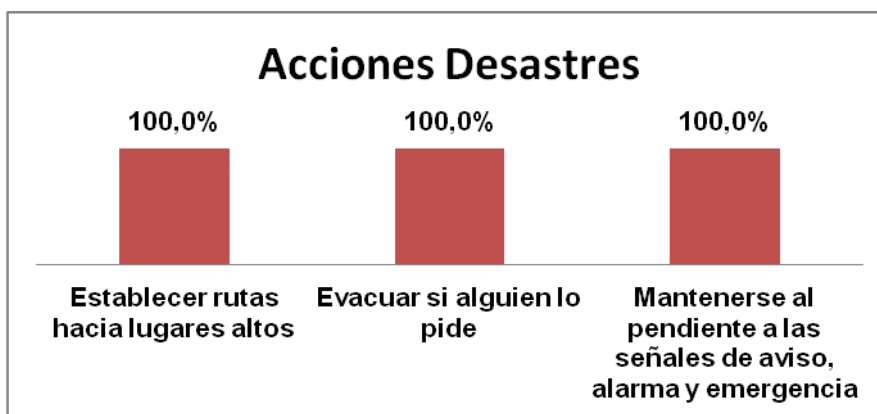 Acciones Desastres
100,0%
100,0%
100,0%
Establecer rutas
hacia lugares altos
Evacuar si alguien lo
pide
Mantenerse al
pendiente a las
señales de aviso,
alarma y emergencia